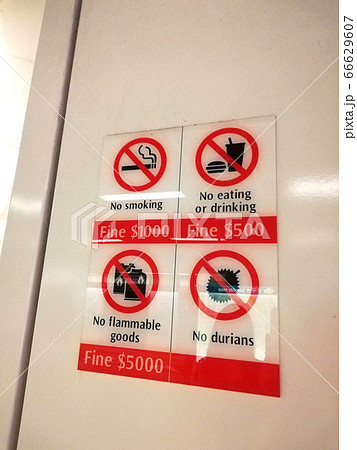 No smoking
Fine $1000
No eating
or drinking
Fine $500
No flammable
goods
Fine $5000
No durians
PIXTA
pixta.jp - 66629607